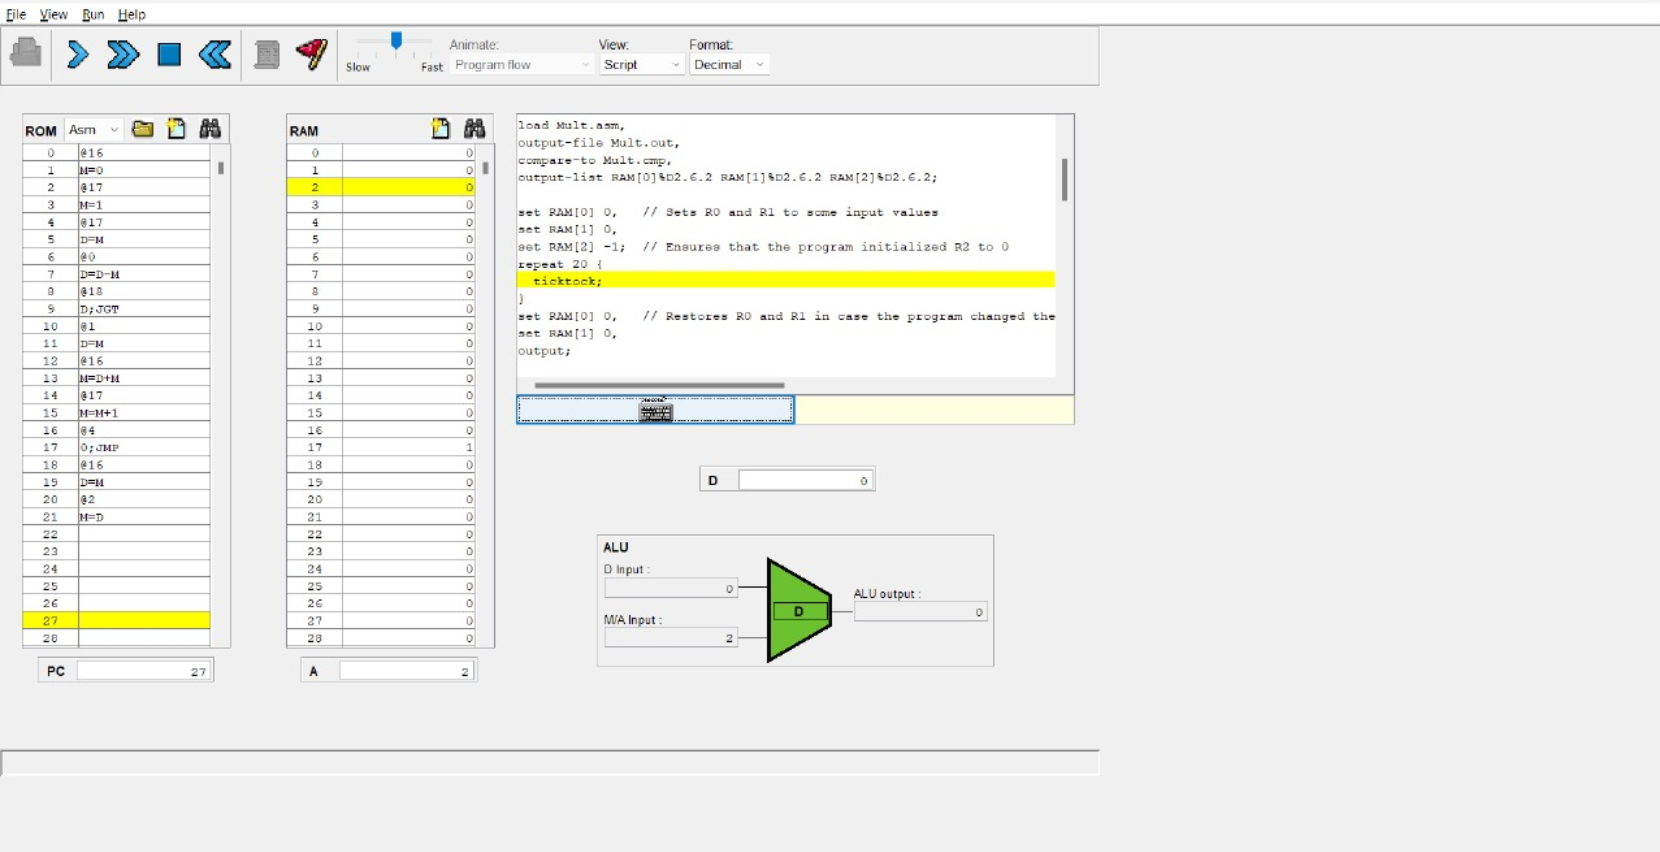 File View Run Help
Slow Fast
Animate:
Program flow
View:
Script
Format:
Decimal
ROM Asm
0 @16
1 M=0
2 @17
3 M=1
4 @17
5 D=M
6 @0
7 D=D-M
8 @18
9 D;JGT
10 @1
11 D=M
12 @16
13 M=D+M
14 @17
15 M=M+1
16 @4
17 0;JMP
18 @16
19 D=M
20 @2
21 M=D
22
23
24
25
26
27
28
PC 27
RAM
0 0
1 0
2 0
3 0
4 0
5 0
6 0
7 0
8 0
9 0
10 0
11 0
12 0
13 0
14 0
15 0
16 0
17 1
18 0
19 0
20 0
21 0
22 0
23 0
24 0
25 0
26 0
27 0
28 0
A 2
load Mult.asm,
output-file Mult.out,
compare-to Mult.cmp,
output-list RAM[0]%D2.6.2 RAM[1]%D2.6.2 RAM[2]%D2.6.2;
set RAM[0] 0, // Sets R0 and R1 to some input values
set RAM[1] 0,
set RAM[2] -1; // Ensures that the program initialized R2 to 0
repeat 20 {
ticktock;
}
set RAM[0] 0, // Restores R0 and R1 in case the program changed the
set RAM[1] 0,
output;
D 0
ALU
D Input :
0
M/A Input :
2
D
ALU output :
0